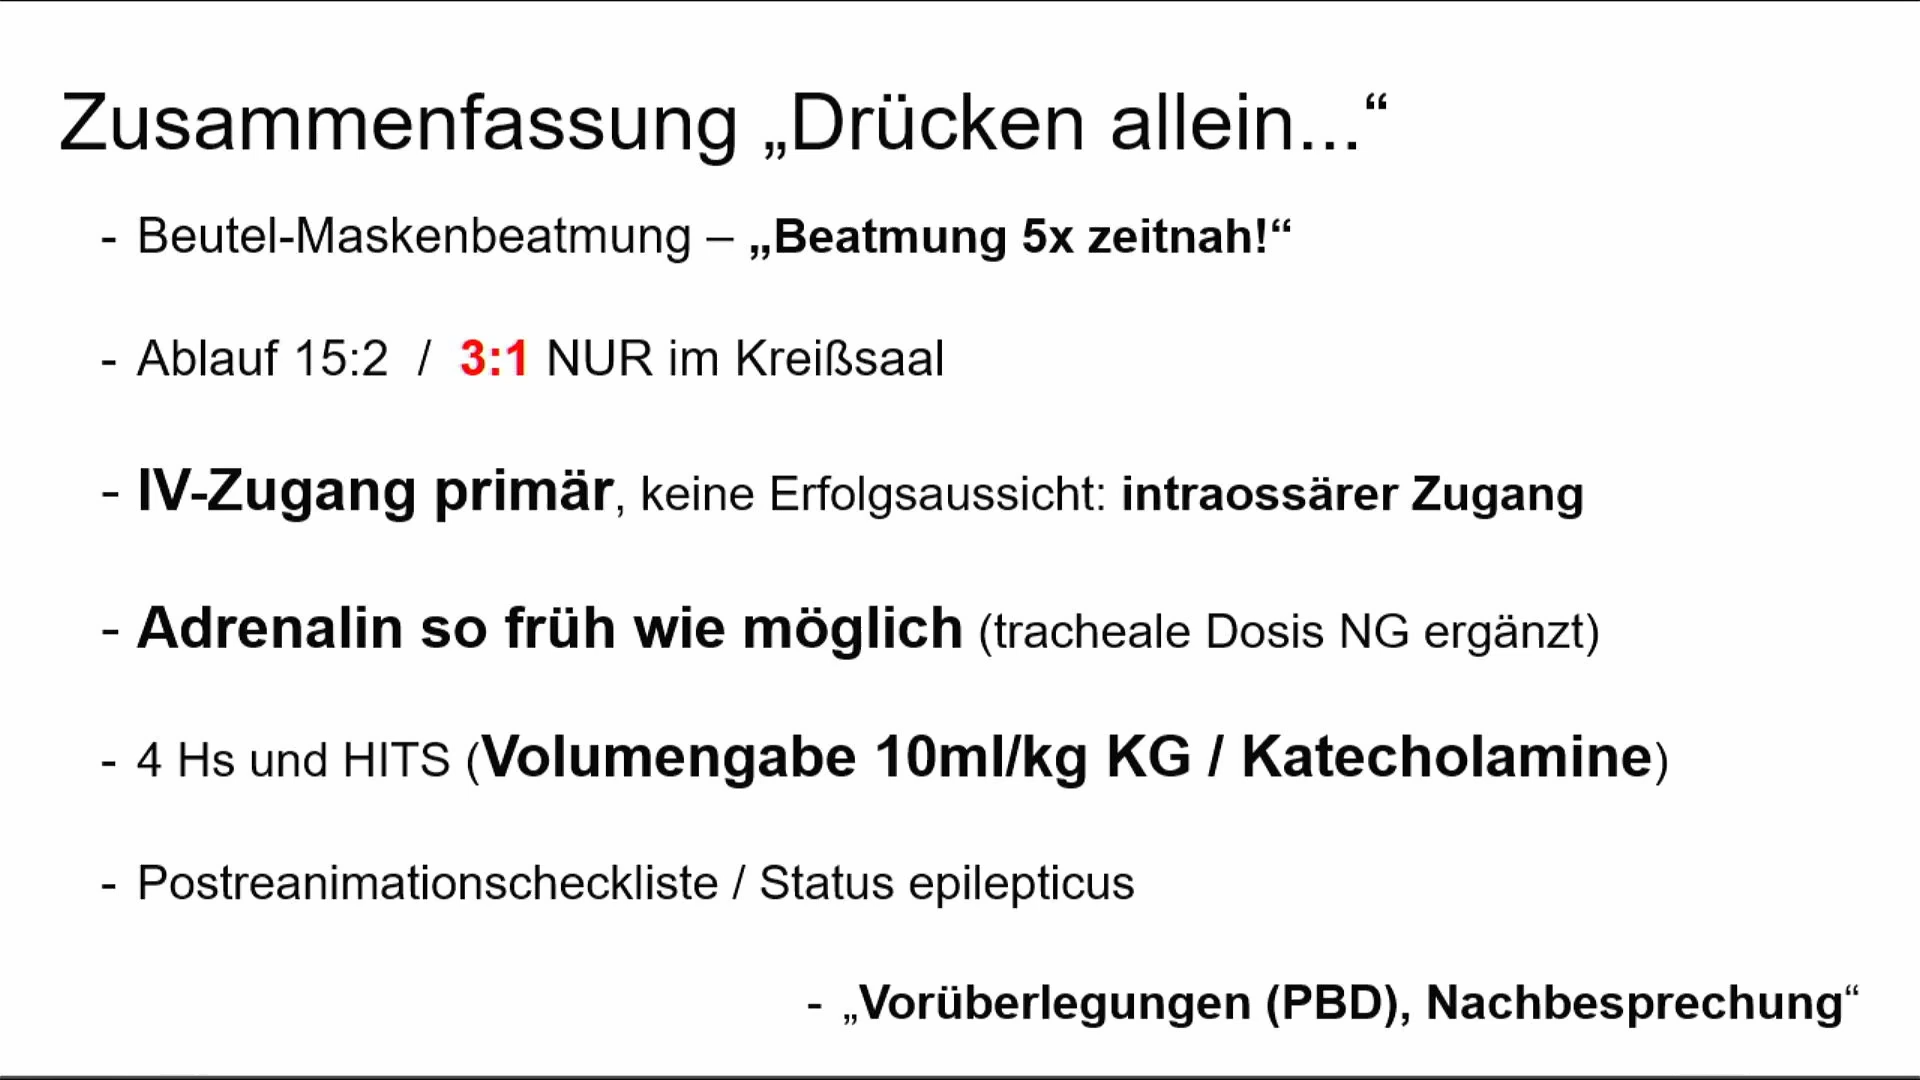 Zusammenfassung „Drücken allein...“
- Beutel-Maskenbeatmung – „Beatmung 5x zeitnah!“
- Ablauf 15:2 / 3:1 NUR im Kreißsaal
- IV-Zugang primär, keine Erfolgsaussicht: intraossärer Zugang
- Adrenalin so früh wie möglich (tracheale Dosis NG ergänzt)
- 4 Hs und HITS (Volumengabe 10ml/kg KG / Katecholamine)
- Postreanimationscheckliste / Status epilepticus
- „Vorüberlegungen (PBD), Nachbesprechung“